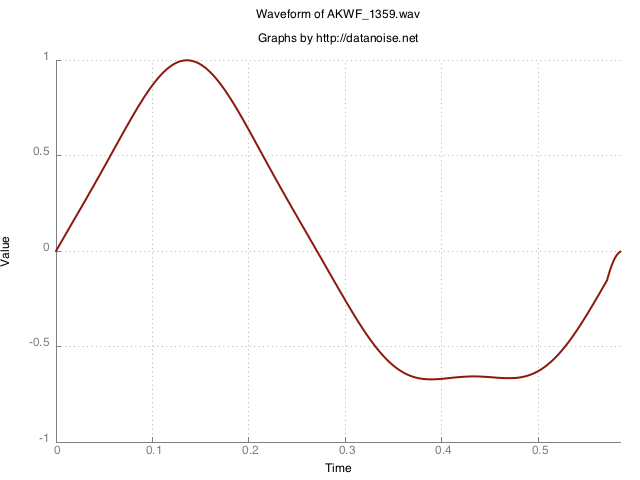 Waveform of AKWF_1359.wav
Graphs by http://datanoise.net
1
0.5
0
-0.5
-1
Value
0 0.1 0.2 0.3 0.4 0.5
Time